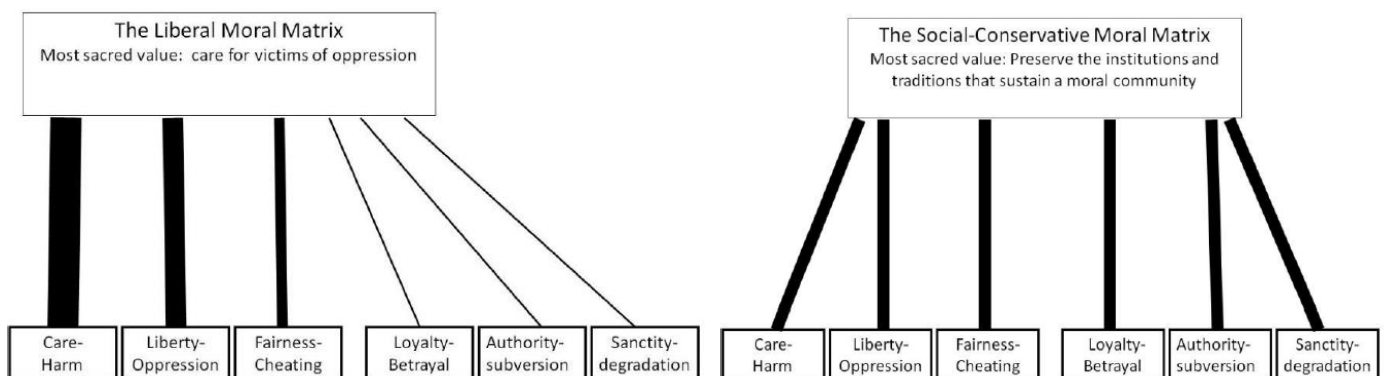 The Liberal Moral Matrix
Most sacred value: care for victims of oppression
Care-
Harm
Liberty-
Oppression
Fairness-
Cheating
Loyalty-
Betrayal
Authority-
subversion
Sanctity-
degradation
The Social-Conservative Moral Matrix
Most sacred value: Preserve the institutions and
traditions that sustain a moral community
Care-
Harm
Liberty-
Oppression
Fairness-
Cheating
Loyalty-
Betrayal
Authority-
subversion
Sanctity-
degradation